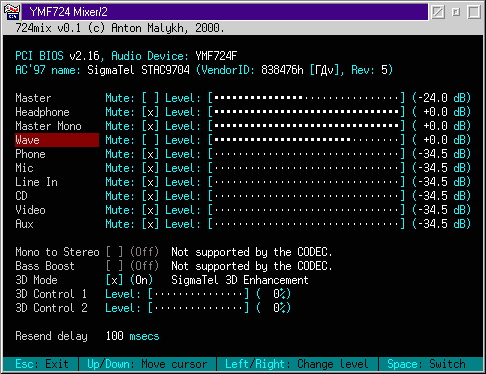 YMF724 Mixer/2
724mix v0.1 (c) Anton Malykh, 2000.
PCI BIOS v2.16, Audio Device: YMF724F
AC'97 name: SigmaTel STAC9704 (VendorID: 838476h [ГДv], Rev: 5)
Master Mute: [ ] Level: [▪▪▪▪▪▪▪▪▪▪▪▪▪▪▪···············] (-24.0 dB)
Headphone Mute: [x] Level: [▪▪▪▪▪▪▪▪▪▪▪▪▪▪▪▪▪▪▪▪▪▪▪▪▪▪▪▪▪▪▪] ( +0.0 dB)
Master Mono Mute: [x] Level: [▪▪▪▪▪▪▪▪▪▪▪▪▪▪▪▪▪▪▪▪▪▪▪▪▪▪▪▪▪▪▪] ( +0.0 dB)
Wave Mute: [ ] Level: [▪▪▪▪▪▪▪▪▪▪▪▪▪▪▪▪▪▪▪▪▪▪▪········] ( +0.0 dB)
Phone Mute: [x] Level: [·······························] (-34.5 dB)
Mic Mute: [x] Level: [·······························] (-34.5 dB)
Line In Mute: [x] Level: [·······························] (-34.5 dB)
CD Mute: [x] Level: [·······························] (-34.5 dB)
Video Mute: [x] Level: [·······························] (-34.5 dB)
Aux Mute: [x] Level: [·······························] (-34.5 dB)
Mono to Stereo [ ] (Off) Not supported by the CODEC.
Bass Boost [ ] (Off) Not supported by the CODEC.
3D Mode [x] (On) SigmaTel 3D Enhancement
3D Control 1 Level: [···············] ( 0%)
3D Control 2 Level: [···············] ( 0%)
Resend delay 100 msecs
Esc: Exit | Up/Down: Move cursor | Left/Right: Change level | Space: Switch